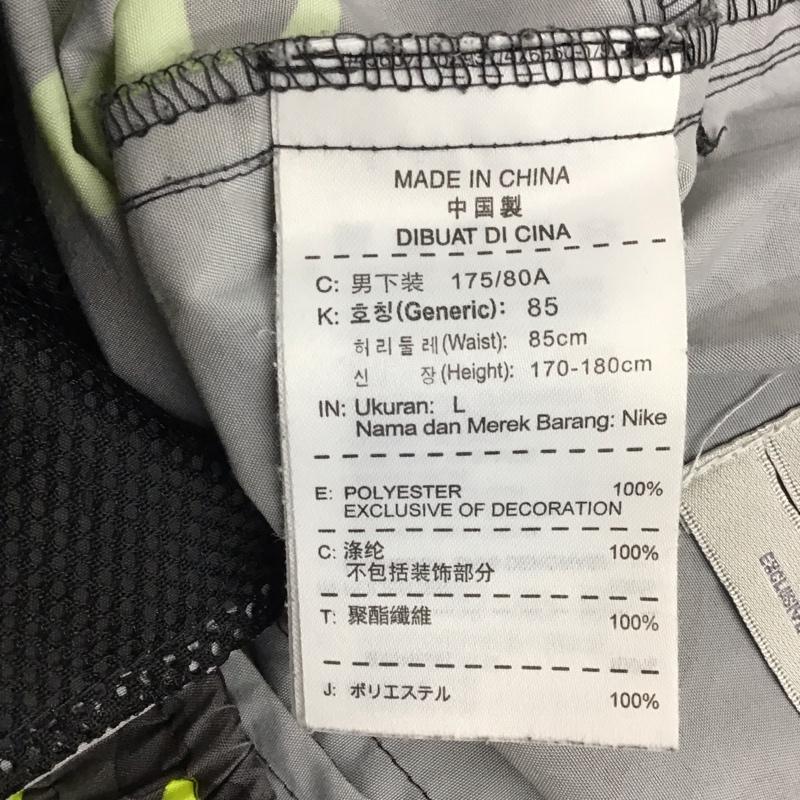 MADE IN CHINA
中国製
DIBUAT DI CINA
C: 男下装 175/80A
K: 호칭(Generic): 85
허리둘레(Waist): 85cm
신 장(Height): 170-180cm
IN: Ukuran: L
Nama dan Merek Barang: Nike
E: POLYESTER 100%
EXCLUSIVE OF DECORATION
C: 涤纶 100%
不包括装饰部分
T: 聚酯纖維 100%
J: ポリエステル 100%